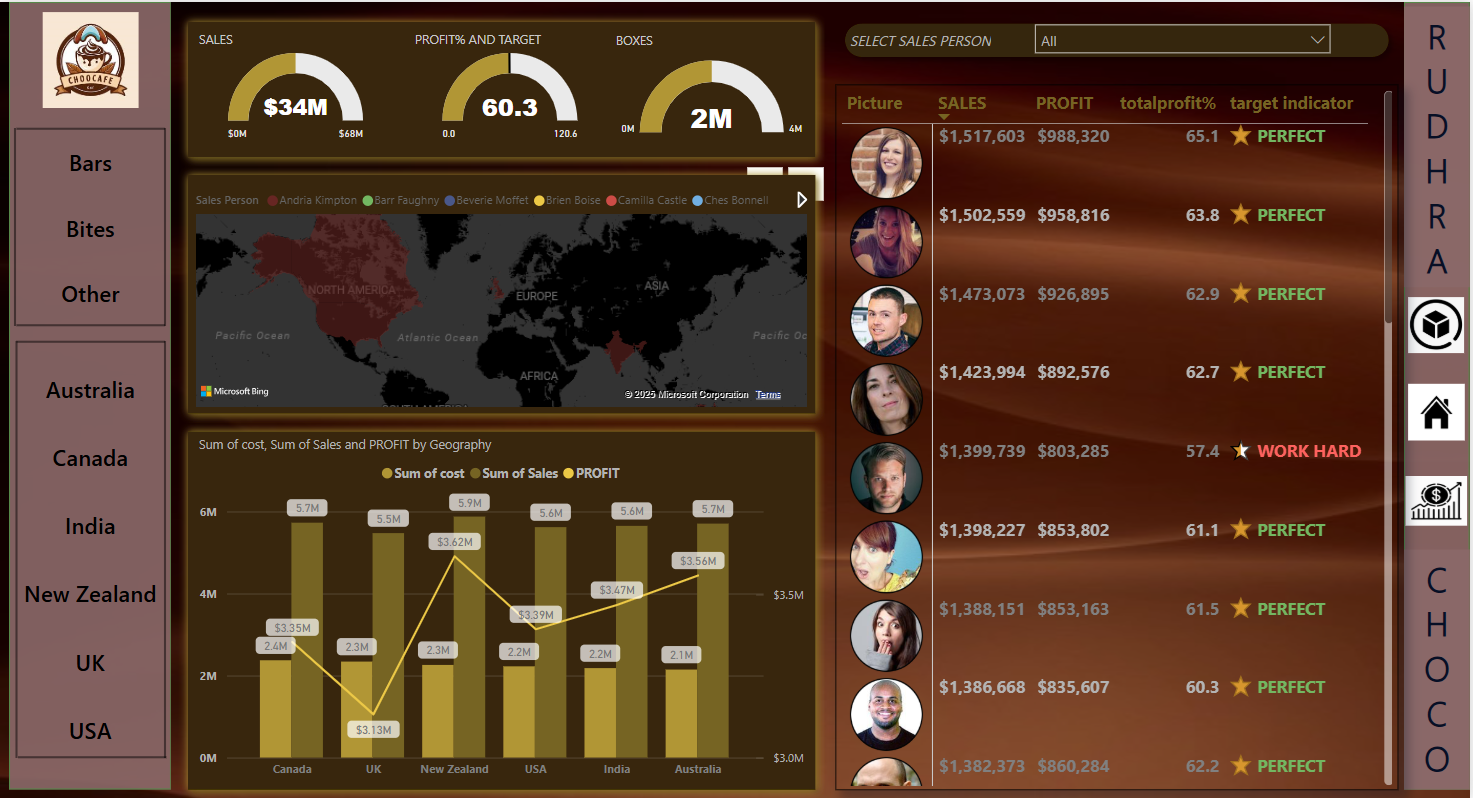 CHOOCAFE
Bars
Bites
Other
Australia
Canada
India
New Zealand
UK
USA
SALES
$34M
$0M
$68M
PROFIT% AND TARGET
60.3
0.0
120.6
BOXES
2M
0M
4M
Sales Person Andria Kimpton Barr Faughny Beverie Moffet Brien Boise Camilla Castle Ches Bonnell
NORTH AMERICA
EUROPE
ASIA
Pacific Ocean
Atlantic Ocean
Pacific Oc
AFRICA
SOUTH AMERICA
Microsoft Bing
© 2025 Microsoft Corporation Terms
Sum of cost, Sum of Sales and PROFIT by Geography
Sum of cost Sum of Sales PROFIT
6M
4M
2M
0M
$3.5M
$3.0M
5.7M
5.5M
5.9M
5.6M
5.6M
5.7M
$3.35M
$3.13M
$3.62M
$3.39M
$3.47M
$3.56M
2.4M
2.3M
2.3M
2.2M
2.2M
2.1M
Canada
UK
New Zealand
USA
India
Australia
SELECT SALES PERSON
All
Picture SALES PROFIT totalprofit% target indicator
$1,517,603 $988,320 65.1 PERFECT
$1,502,559 $958,816 63.8 PERFECT
$1,473,073 $926,895 62.9 PERFECT
$1,423,994 $892,576 62.7 PERFECT
$1,399,739 $803,285 57.4 WORK HARD
$1,398,227 $853,802 61.1 PERFECT
$1,388,151 $853,163 61.5 PERFECT
$1,386,668 $835,607 60.3 PERFECT
$1,382,373 $860,284 62.2 PERFECT
R
U
D
H
R
A
C
H
O
C
O